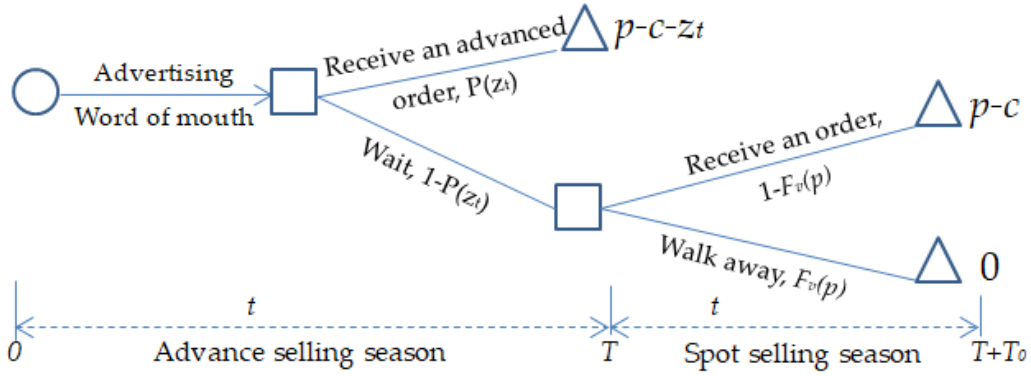 Advertising
Word of mouth
Receive an advanced
order, P(zₜ)
p-c-zₜ
Wait, 1-P(zₜ)
Receive an order,
1-Fᵥ(p)
p-c
Walk away, Fᵥ(p)
0
t
t
0
Advance selling season
T
Spot selling season
T+T₀